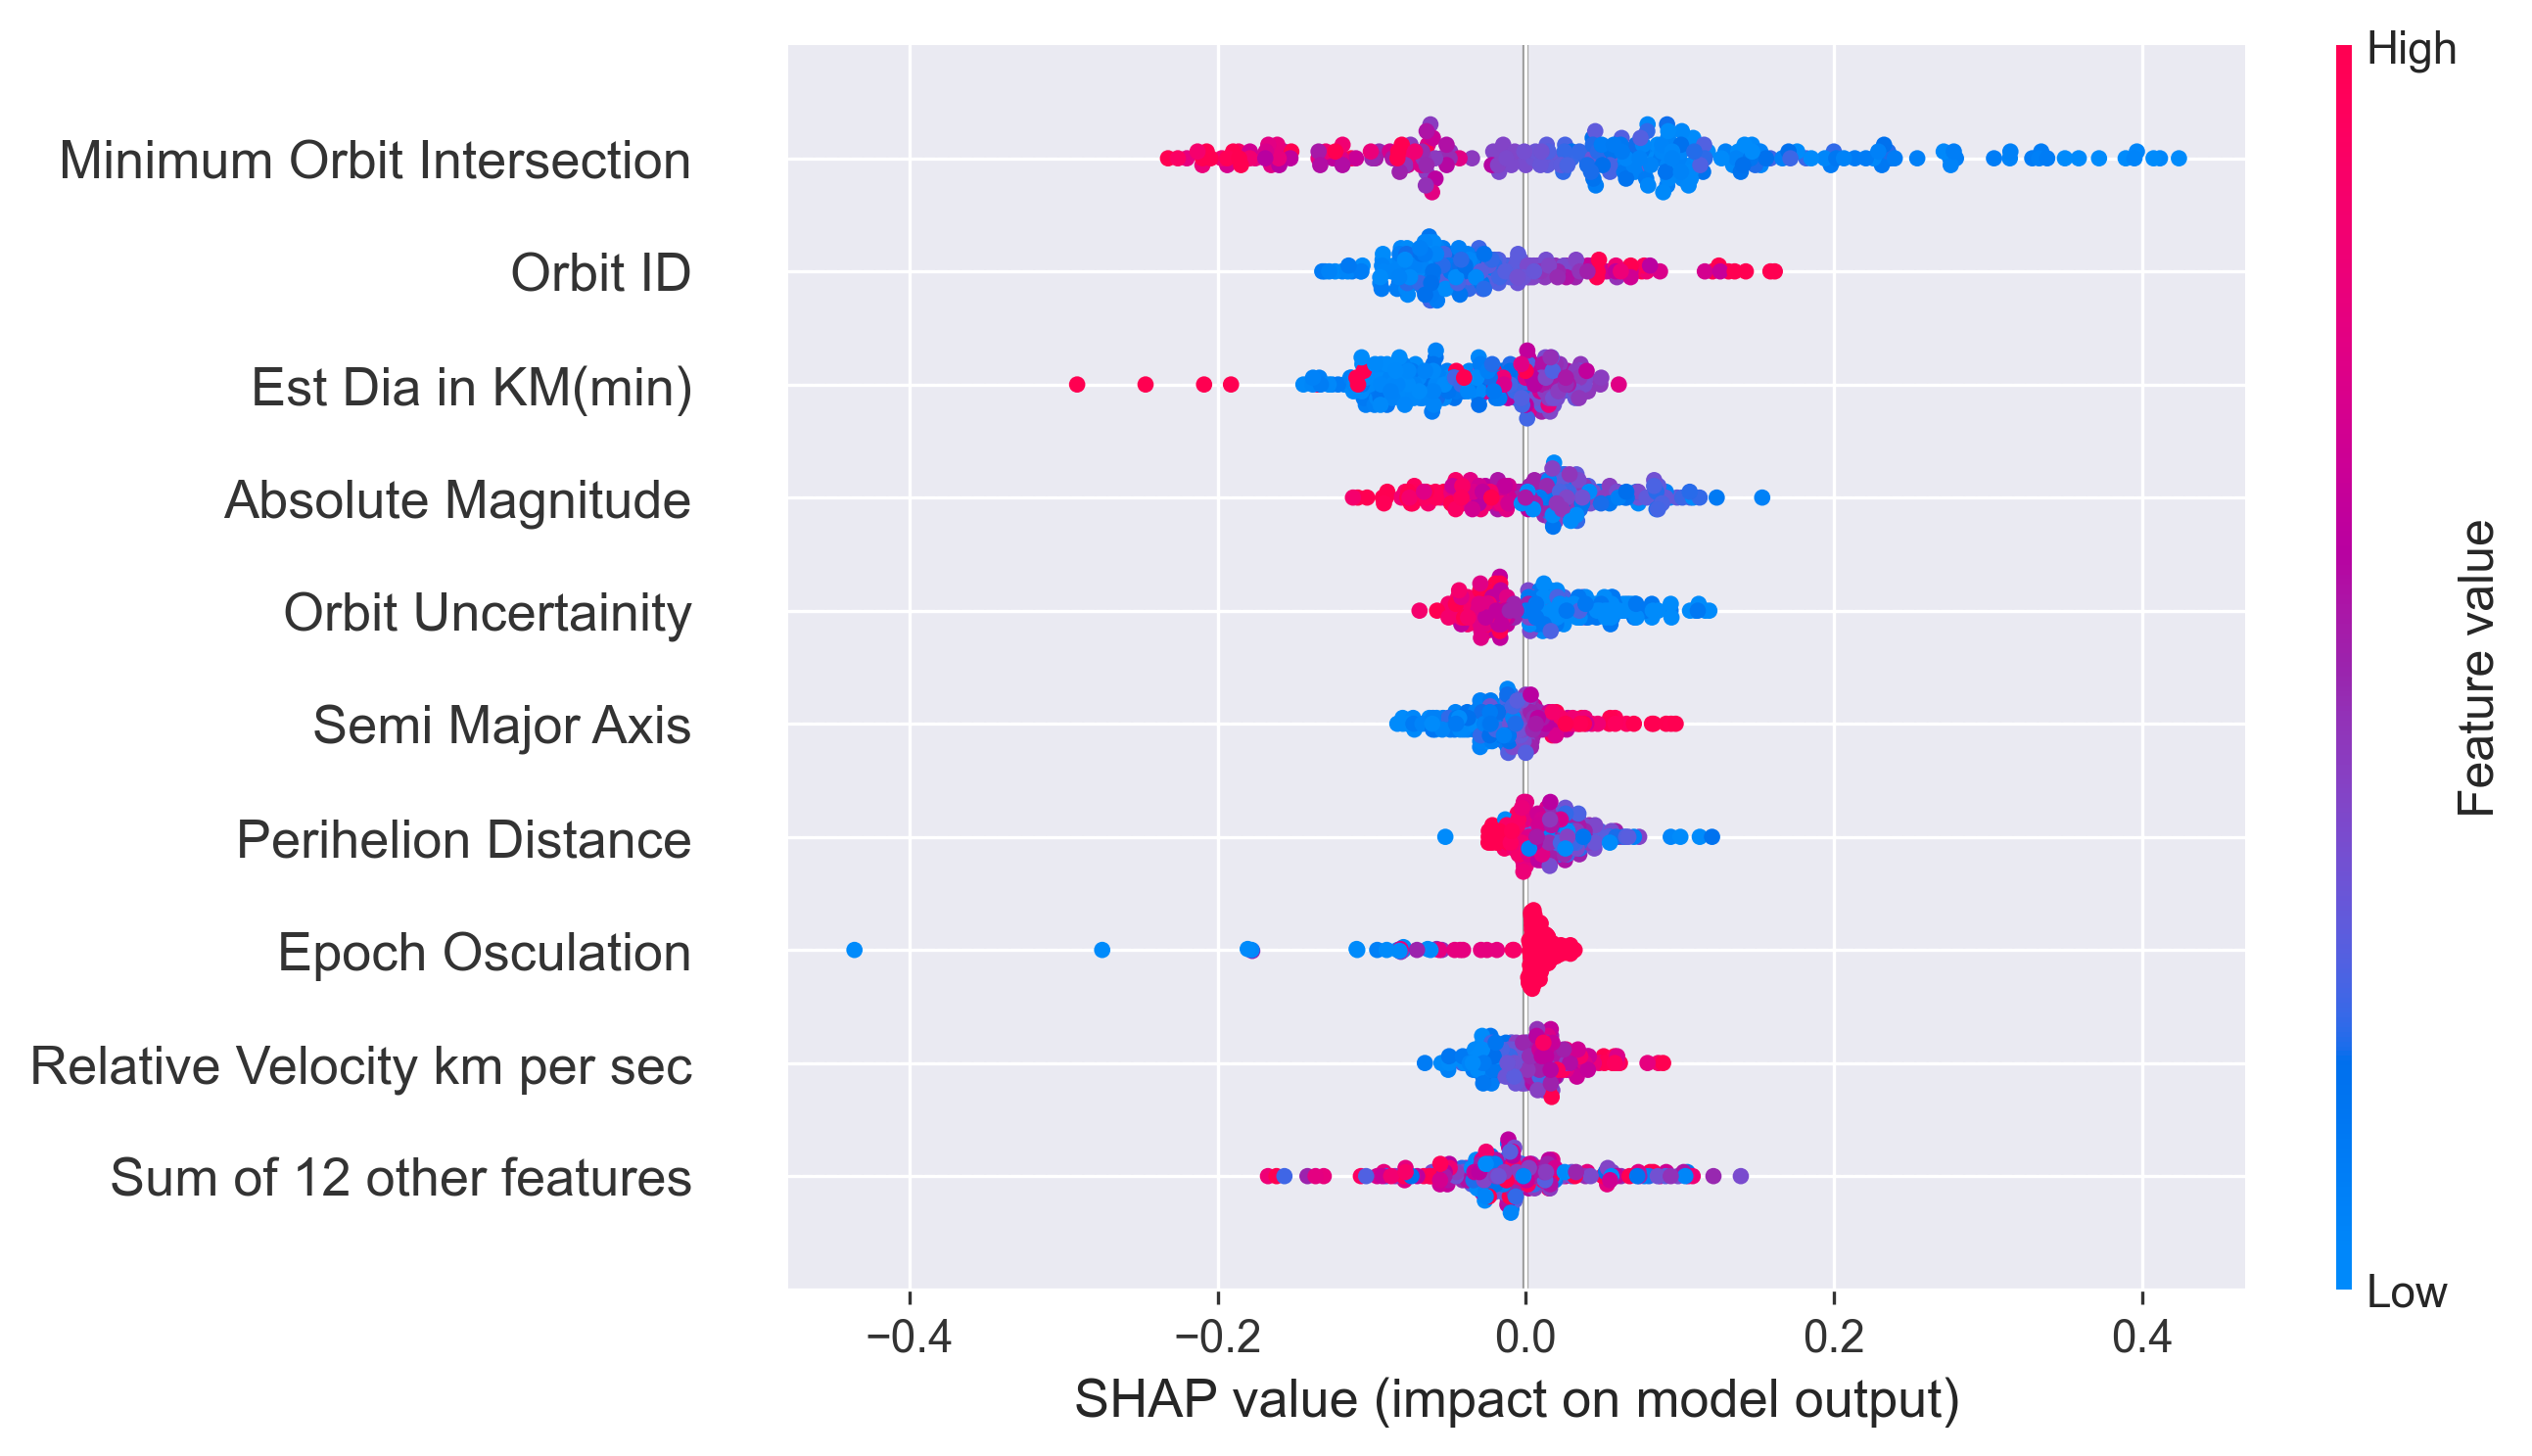 High
Minimum Orbit Intersection
Orbit ID
Est Dia in KM(min)
Absolute Magnitude
Orbit Uncertainity
Semi Major Axis
Perihelion Distance
Epoch Osculation
Relative Velocity km per sec
Sum of 12 other features
Feature value
Low
−0.4 −0.2 0.0 0.2 0.4
SHAP value (impact on model output)